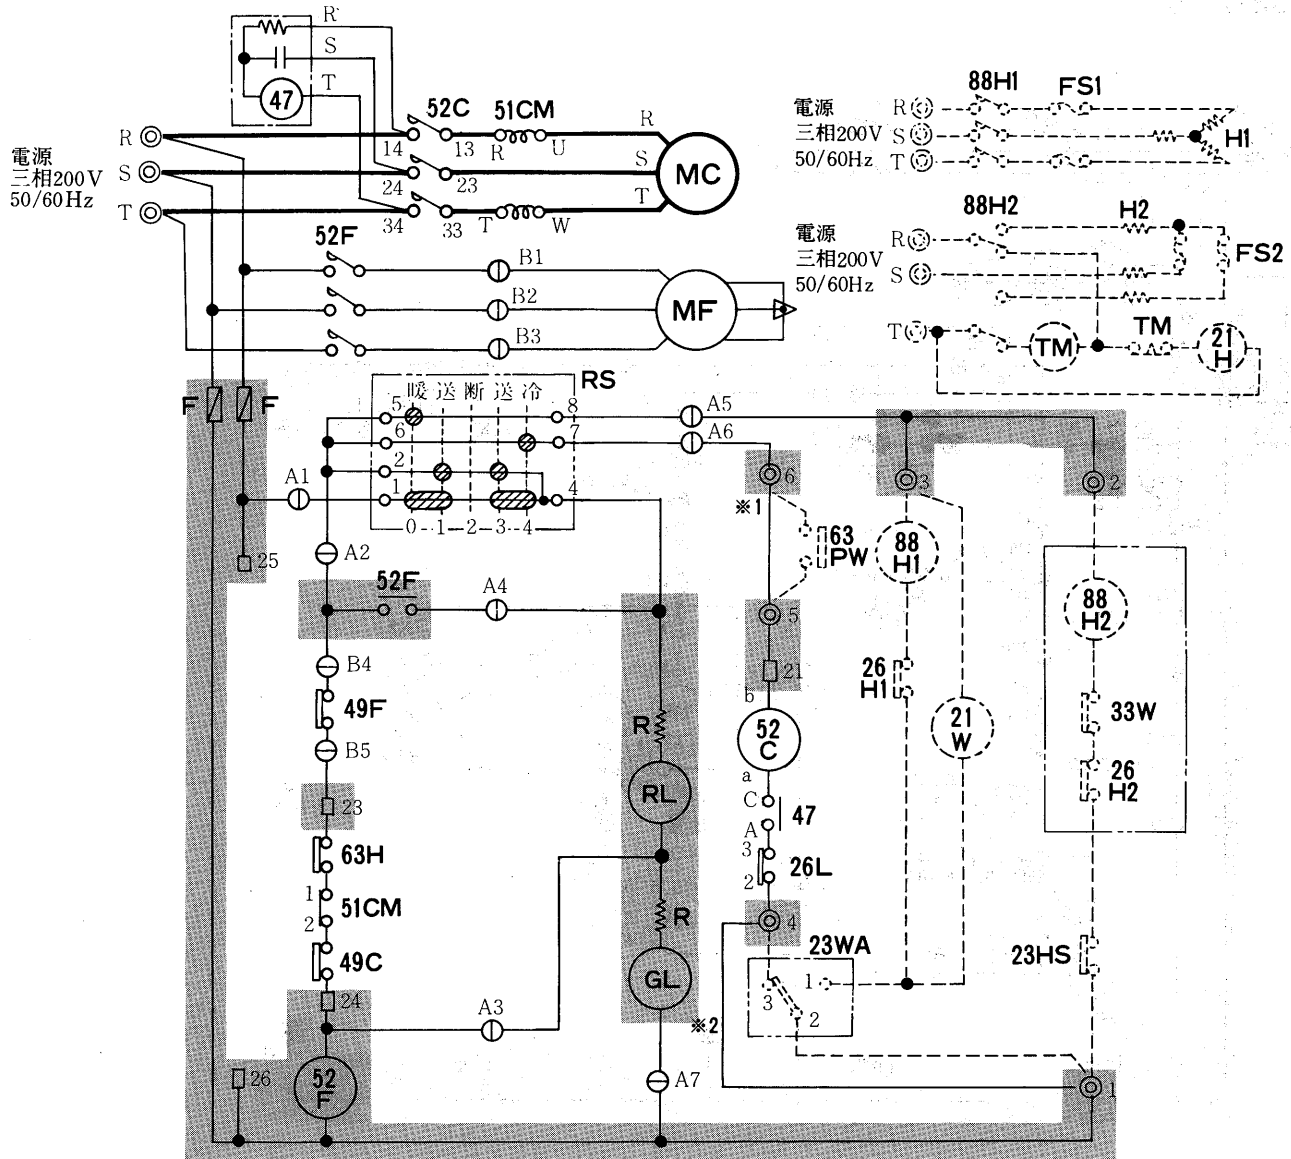 R
S
T
47
電源
三相200V
50/60Hz
R
S
T
52C
51CM
14
13
R
U
R
24
23
S
34
33
T
W
T
MC
52F
B1
B2
B3
MF
電源
三相200V
50/60Hz
R
S
T
88H1
FS1
H1
電源
三相200V
50/60Hz
R
S
T
88H2
H2
FS2
TM
TM
21
H
F
F
暖 送 断 送 冷
RS
5
8
6
7
2
1
4
0-1-2-3-4
A1
A5
A6
25
A2
52F
A4
B4
49F
B5
23
63H
1
51CM
2
49C
24
26
52
F
A3
R
RL
R
GL
※2
A7
6
※1
63
PW
5
21
b
52
C
a
C
47
A
3
26L
2
4
23WA
3
1
2
3
88
H1
26
H1
21
W
2
88
H2
33W
26
H2
23HS
1